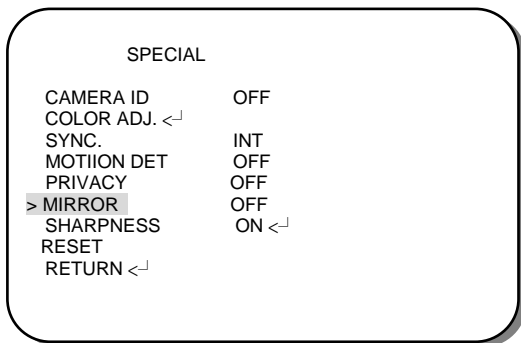 SPECIAL
CAMERA ID OFF
COLOR ADJ. <┘
SYNC. INT
MOTIION DET OFF
PRIVACY OFF
> MIRROR OFF
SHARPNESS ON <┘
RESET
RETURN <┘